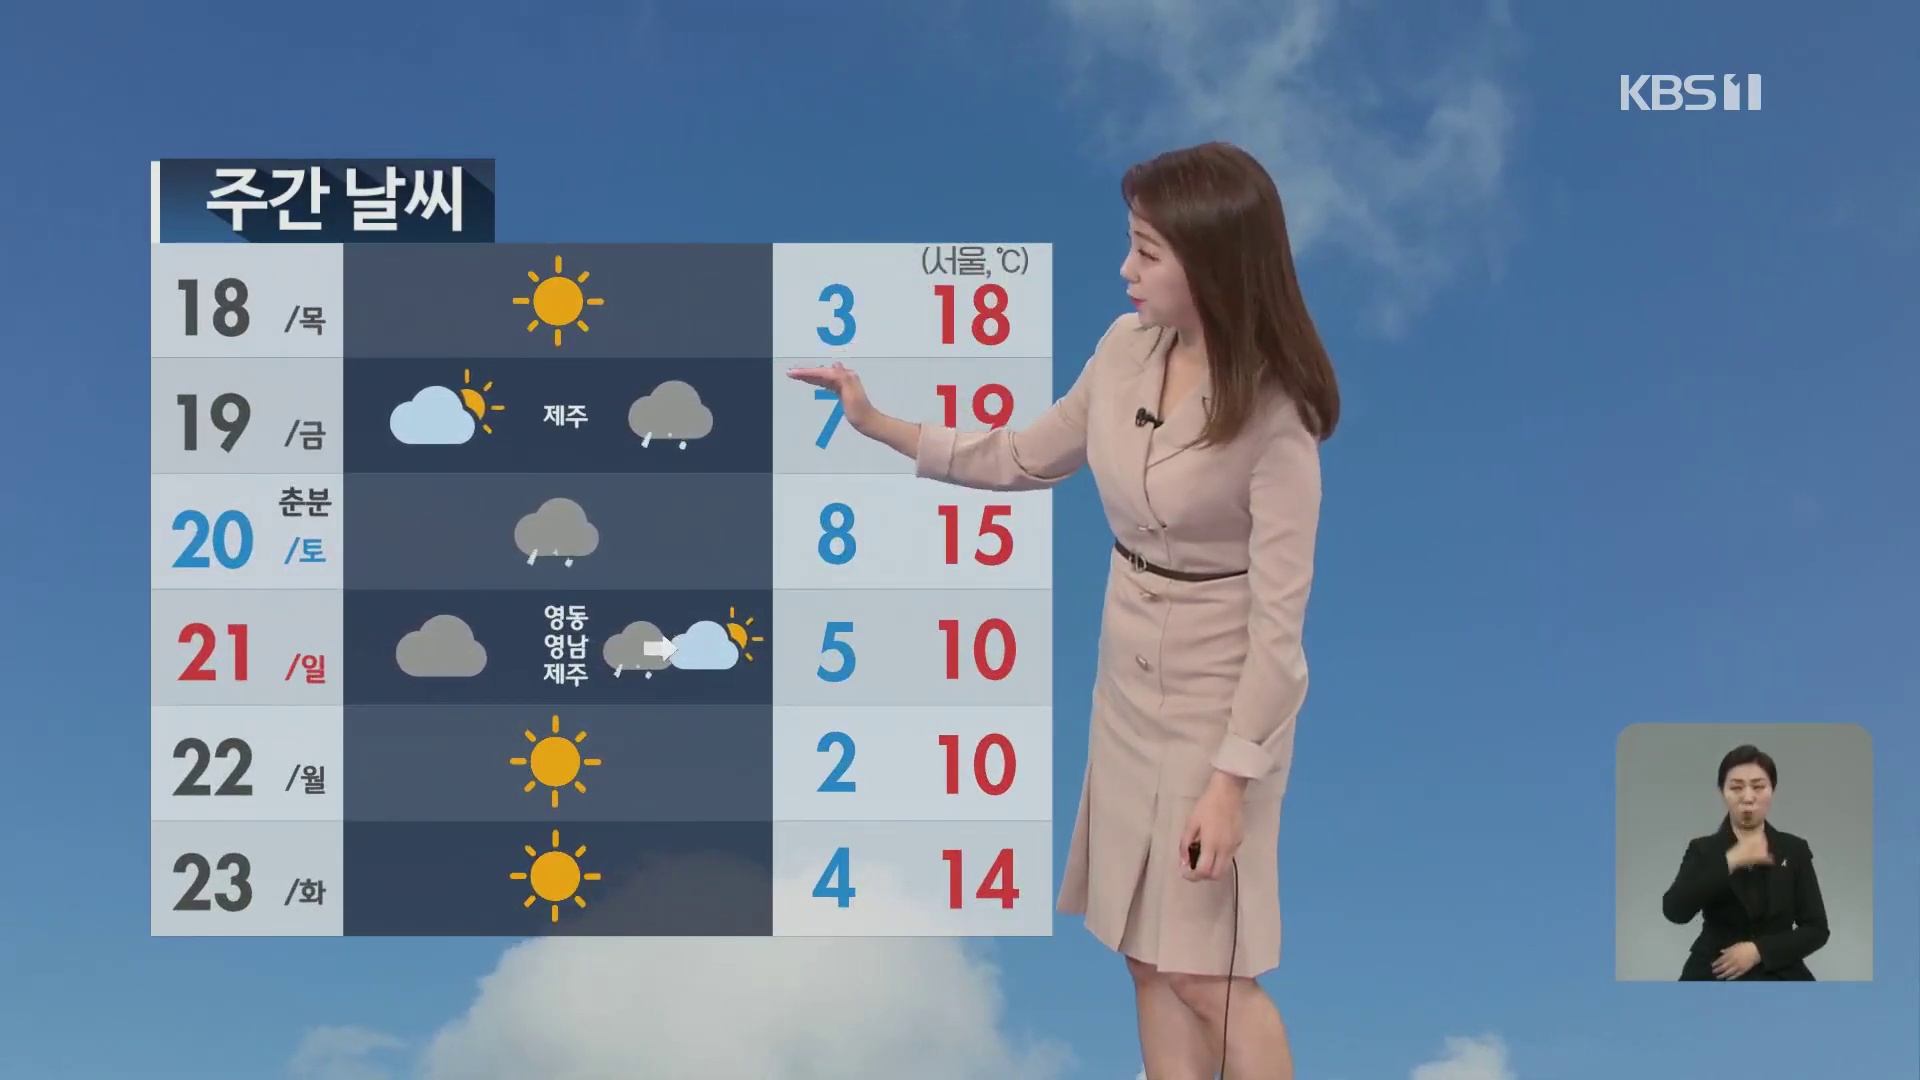 KBS 1
주간 날씨
(서울, ℃)
18 /목 3 18
19 /금 제주 7 19
춘분
20 /토 8 15
영동
영남
제주
21 /일 5 10
22 /월 2 10
23 /화 4 14